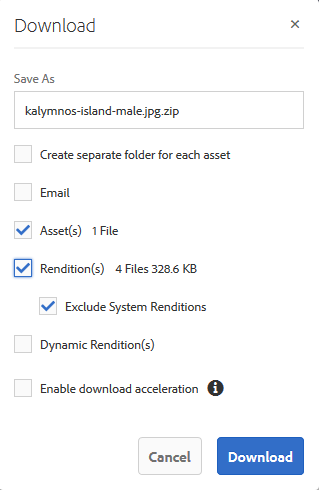 Download
Save As
kalymnos-island-male.jpg.zip
Create separate folder for each asset
Email
Asset(s) 1 File
Rendition(s) 4 Files 328.6 KB
Exclude System Renditions
Dynamic Rendition(s)
Enable download acceleration
Cancel Download